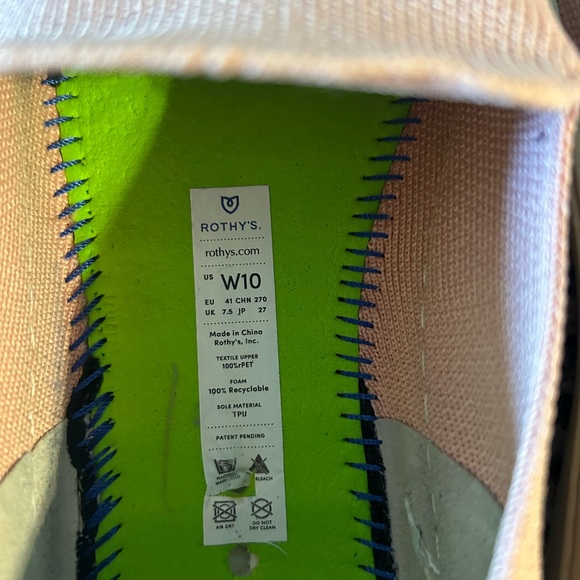 ROTHY'S.
rothys.com
US W10
EU 41 CHN 270
UK 7.5 JP 27
Made in China
Rothy's, Inc.
TEXTILE UPPER
100%rPET
FOAM
100% Recyclable
SOLE MATERIAL
TPU
PATENT PENDING
BLEACH
AIR DRY
DO NOT
DRY CLEAN